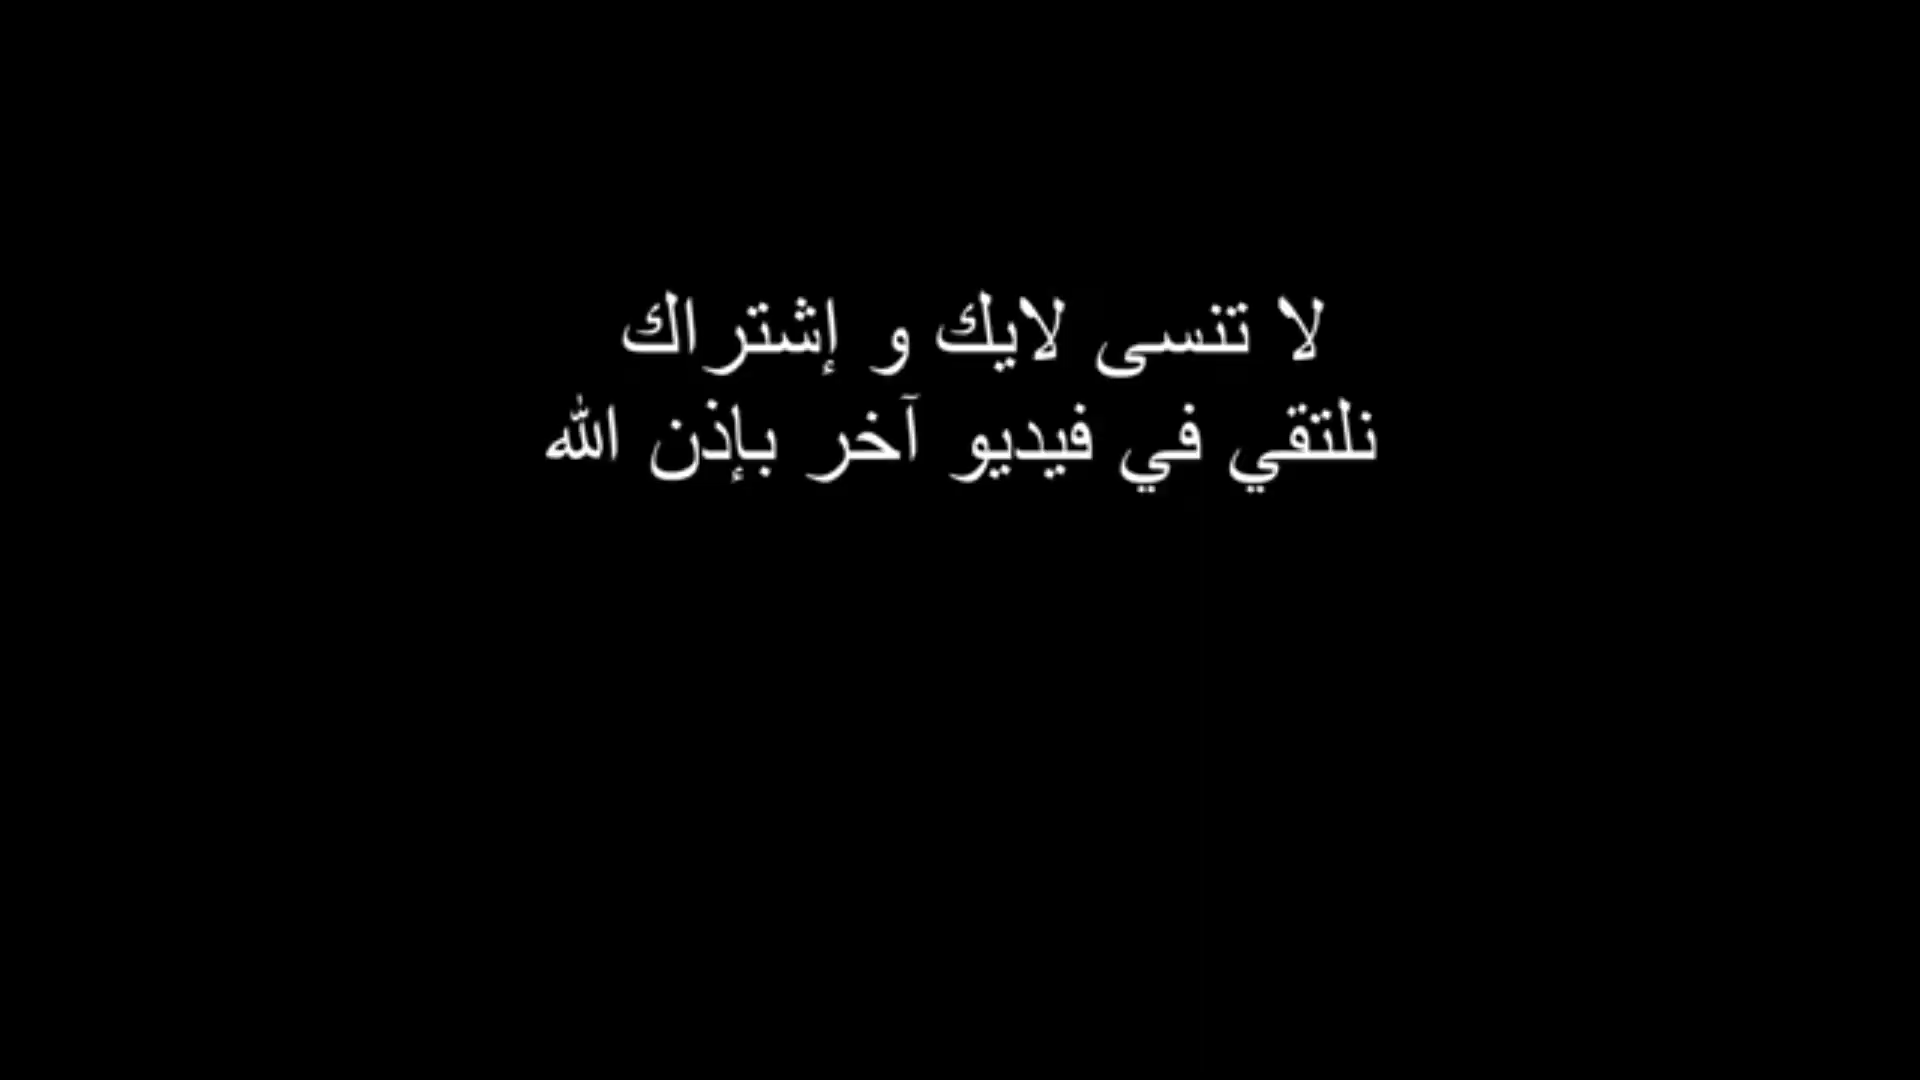 لا تنسى لايك و إشتراك
نلتقي في فيديو آخر بإذن الله